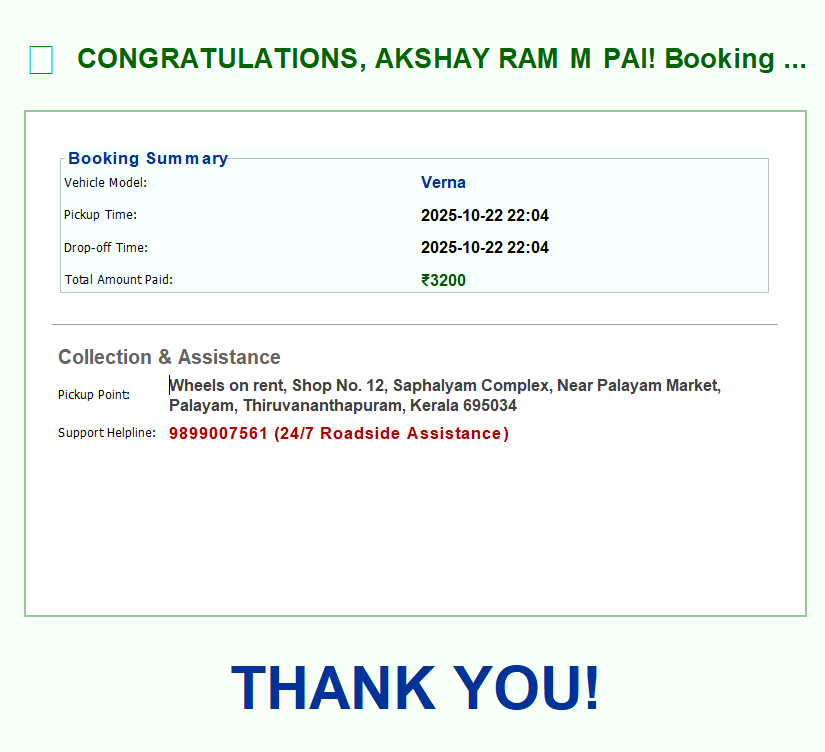 CONGRATULATIONS, AKSHAY RAM M PAI! Booking ...
Booking Summary
Vehicle Model: Verna
Pickup Time: 2025-10-22 22:04
Drop-off Time: 2025-10-22 22:04
Total Amount Paid: ₹3200
Collection & Assistance
Pickup Point: Wheels on rent, Shop No. 12, Saphalyam Complex, Near Palayam Market,
Palayam, Thiruvananthapuram, Kerala 695034
Support Helpline: 9899007561 (24/7 Roadside Assistance)
THANK YOU!